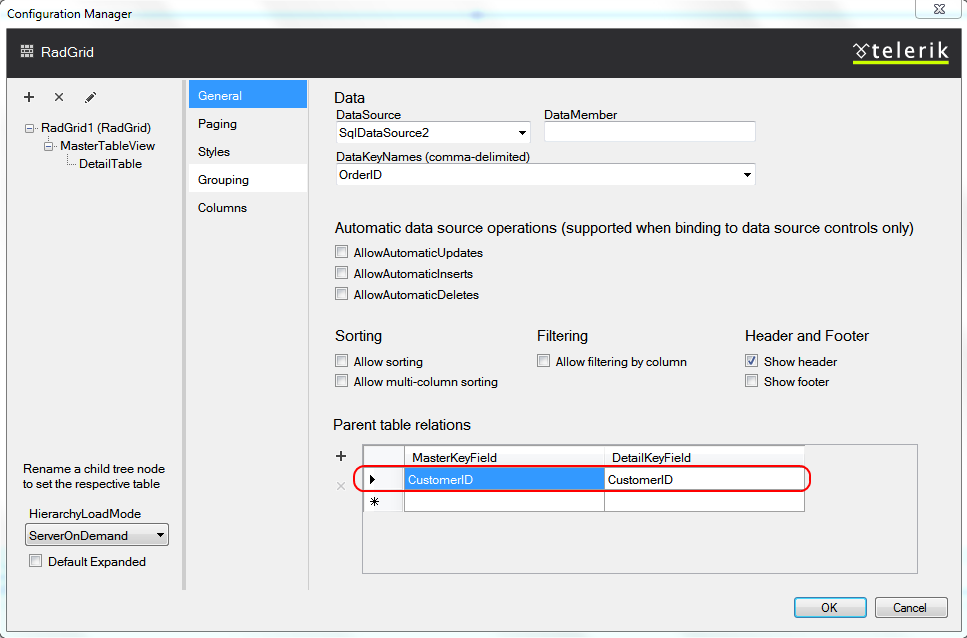 Configuration Manager
RadGrid
telerik
RadGrid1 (RadGrid)
MasterTableView
DetailTable
Rename a child tree node
to set the respective table
HierarchyLoadMode
ServerOnDemand
Default Expanded
General
Paging
Styles
Grouping
Columns
Data
DataSource
DataMember
SqlDataSource2
DataKeyNames (comma-delimited)
OrderID
Automatic data source operations (supported when binding to data source controls only)
AllowAutomaticUpdates
AllowAutomaticInserts
AllowAutomaticDeletes
Sorting
Allow sorting
Allow multi-column sorting
Filtering
Allow filtering by column
Header and Footer
Show header
Show footer
Parent table relations
MasterKeyField DetailKeyField
CustomerID CustomerID
OK
Cancel